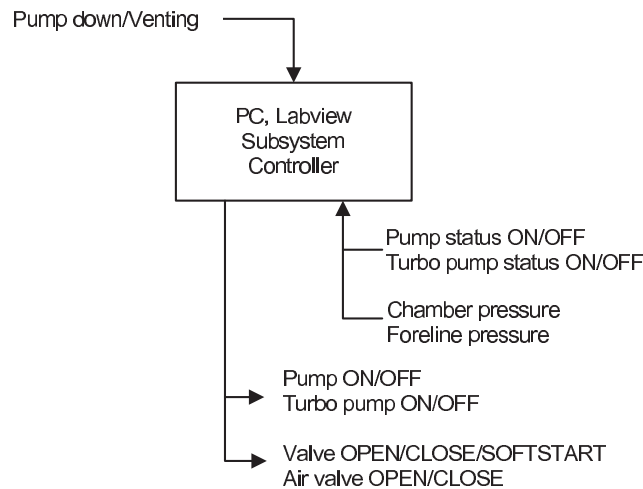 Pump down/Venting
PC, Labview
Subsystem
Controller
Pump status ON/OFF
Turbo pump status ON/OFF
Chamber pressure
Foreline pressure
Pump ON/OFF
Turbo pump ON/OFF
Valve OPEN/CLOSE/SOFTSTART
Air valve OPEN/CLOSE